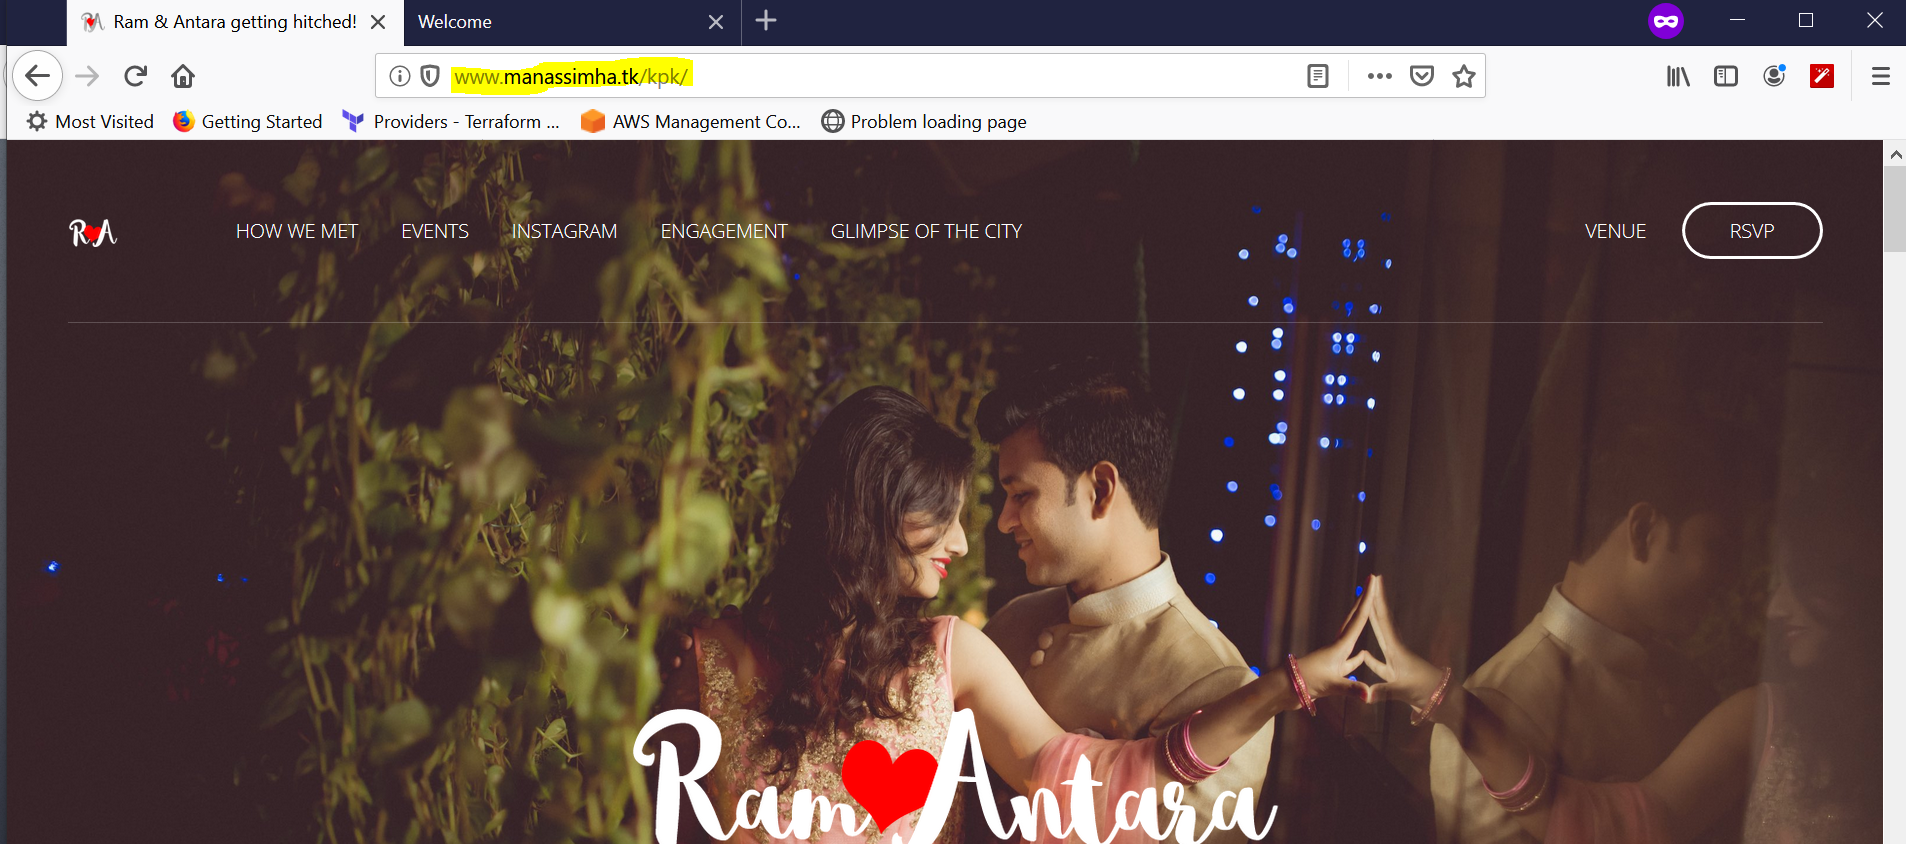 Ram & Antara getting hitched!
Welcome
www.manassimha.tk/kpk/
Most Visited
Getting Started
Providers - Terraform ...
AWS Management Co...
Problem loading page
R A
HOW WE MET
EVENTS
INSTAGRAM
ENGAGEMENT
GLIMPSE OF THE CITY
VENUE
RSVP
Ram Antara